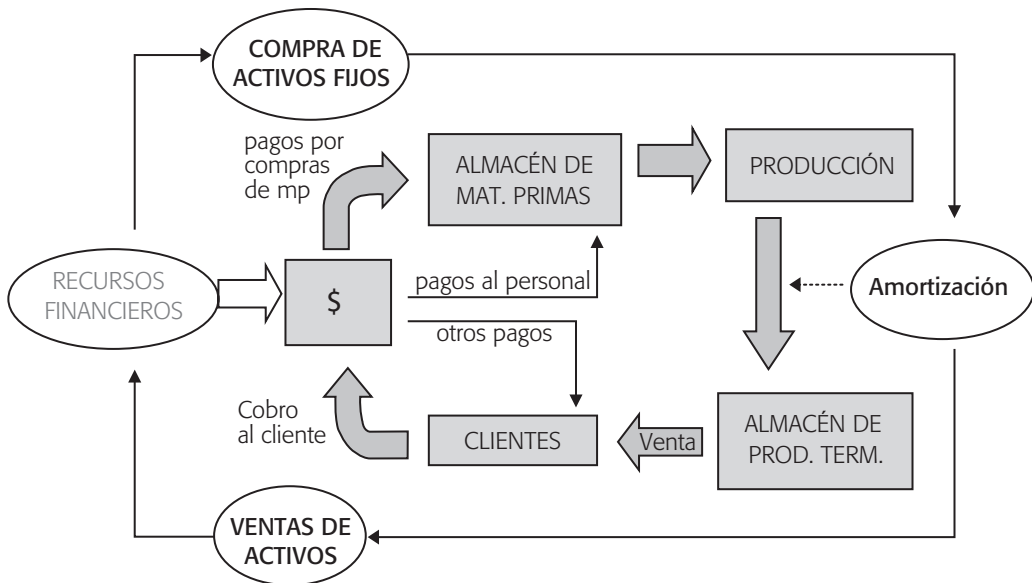 COMPRA DE
ACTIVOS FIJOS
pagos por
compras
de mp
ALMACÉN DE
MAT. PRIMAS
PRODUCCIÓN
RECURSOS
FINANCIEROS
$
pagos al personal
otros pagos
Amortización
Cobro
al cliente
CLIENTES
Venta
ALMACÉN DE
PROD. TERM.
VENTAS DE
ACTIVOS